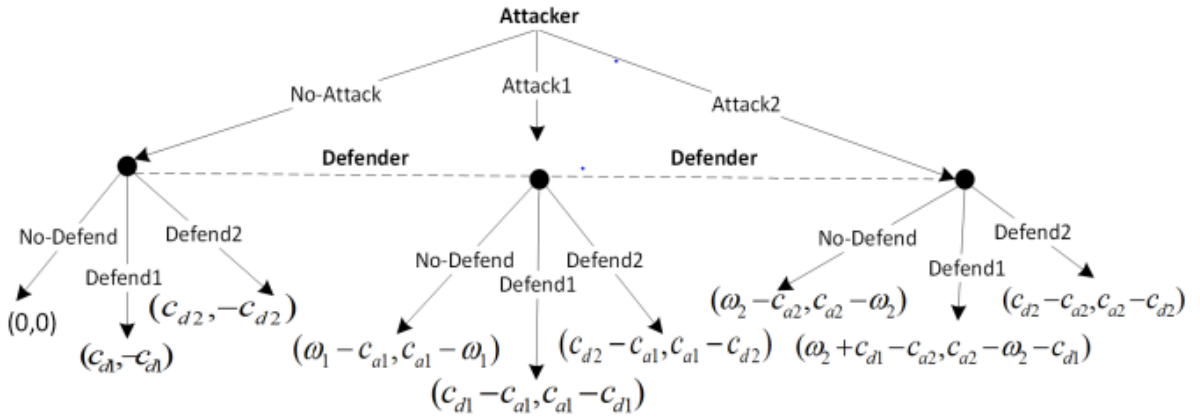 Attacker
No-Attack
Attack1
Attack2
Defender
Defender
No-Defend
Defend1
Defend2
No-Defend
Defend1
Defend2
No-Defend
Defend1
Defend2
(0,0)
(c_{d1},-c_{d1})
(c_{d2},-c_{d2})
(ω_1-c_{a1},c_{a1}-ω_1)
(c_{d1}-c_{a1},c_{a1}-c_{d1})
(c_{d2}-c_{a1},c_{a1}-c_{d2})
(ω_2-c_{a2},c_{a2}-ω_2)
(ω_2+c_{d1}-c_{a2},c_{a2}-ω_2-c_{d1})
(c_{d2}-c_{a2},c_{a2}-c_{d2})